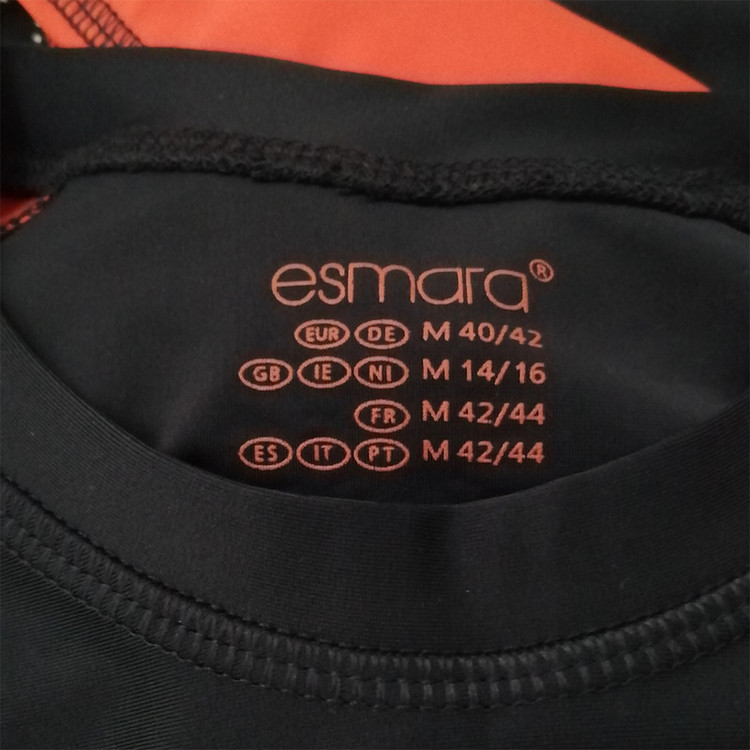 esmara®
EUR DE M 40/42
GB IE NI M 14/16
FR M 42/44
ES IT PT M 42/44